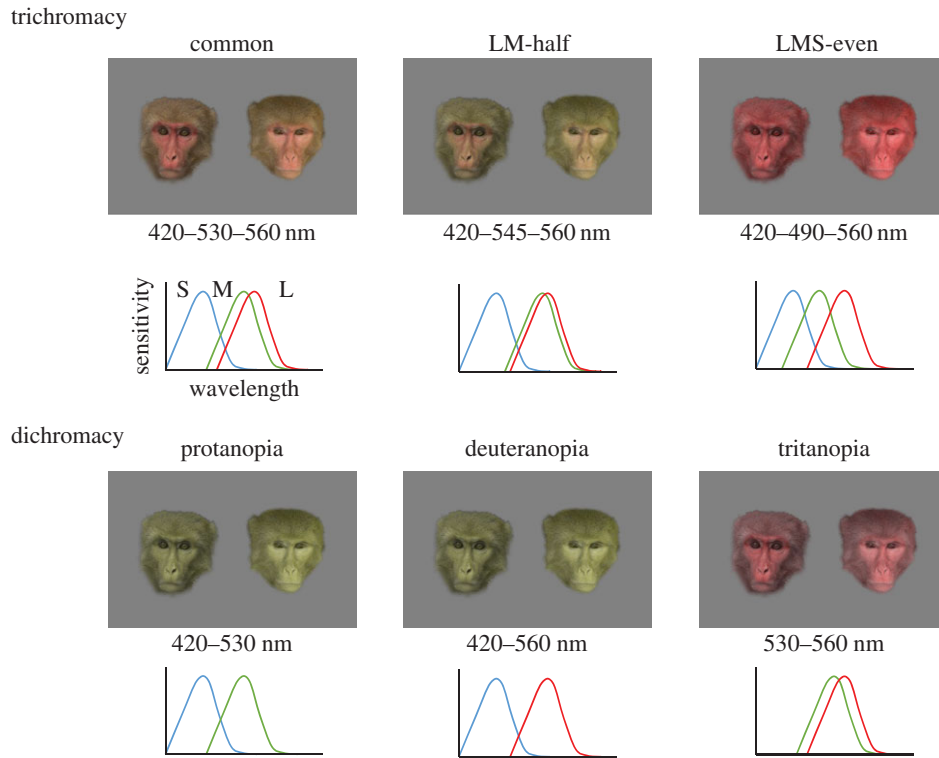 trichromacy
common
LM-half
LMS-even
420–530–560 nm
420–545–560 nm
420–490–560 nm
S M L
sensitivity
wavelength
dichromacy
protanopia
deuteranopia
tritanopia
420–530 nm
420–560 nm
530–560 nm